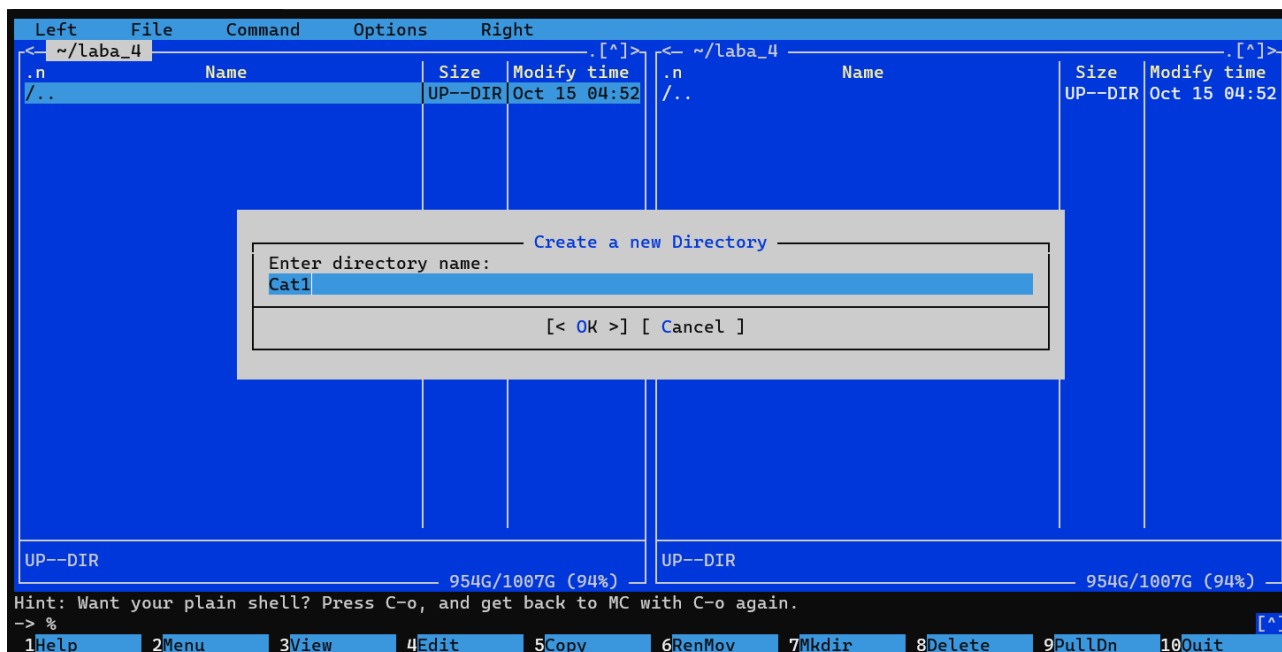 Left File Command Options Right
<─ ~/laba_4 ─.[^]>
.n Name Size Modify time
/.. UP--DIR Oct 15 04:52
<─ ~/laba_4 ─.[^]>
.n Name Size Modify time
/.. UP--DIR Oct 15 04:52
Create a new Directory
Enter directory name:
Cat1
[< OK >] [ Cancel ]
UP--DIR
954G/1007G (94%)
UP--DIR
954G/1007G (94%)
Hint: Want your plain shell? Press C-o, and get back to MC with C-o again.
-> % [^]
1Help 2Menu 3View 4Edit 5Copy 6RenMov 7Mkdir 8Delete 9PullDn 10Quit